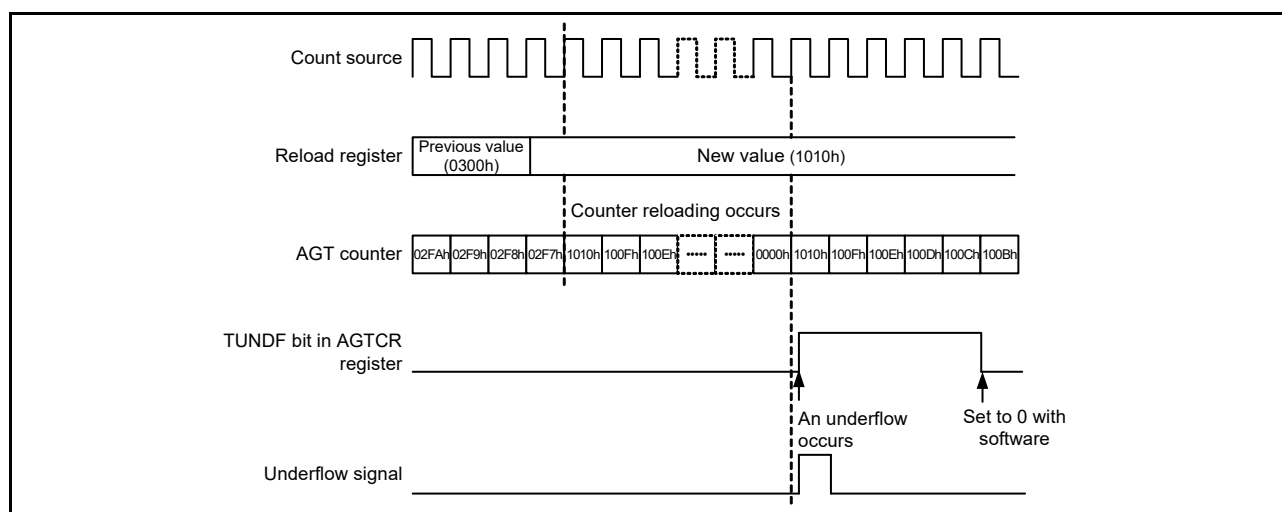 Count source
Reload register
Previous value
(0300h)
New value (1010h)
Counter reloading occurs
AGT counter
02FAh 02F9h 02F8h 02F7h 1010h 100Fh 100Eh ..... ..... 0000h 1010h 100Fh 100Eh 100Dh 100Ch 100Bh
TUNDF bit in AGTCR
register
An underflow
occurs
Set to 0 with
software
Underflow signal